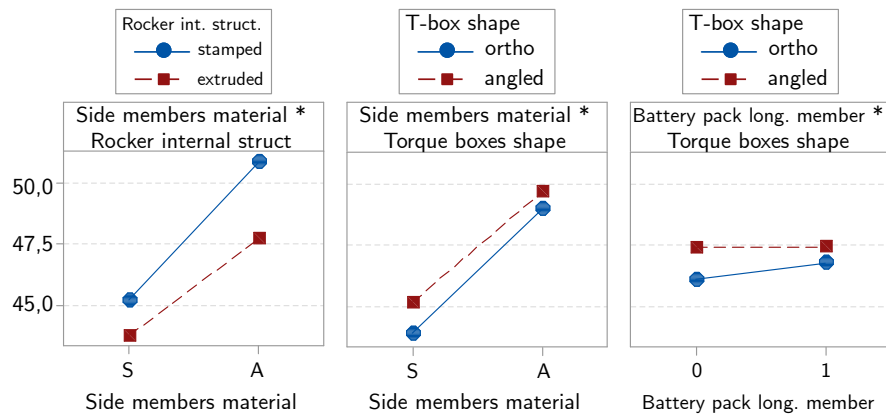 Rocker int. struct.
stamped
extruded
T-box shape
ortho
angled
T-box shape
ortho
angled
Side members material *
Rocker internal struct
Side members material *
Torque boxes shape
Battery pack long. member *
Torque boxes shape
50,0
47,5
45,0
S A
S A
0 1
Side members material
Side members material
Battery pack long. member